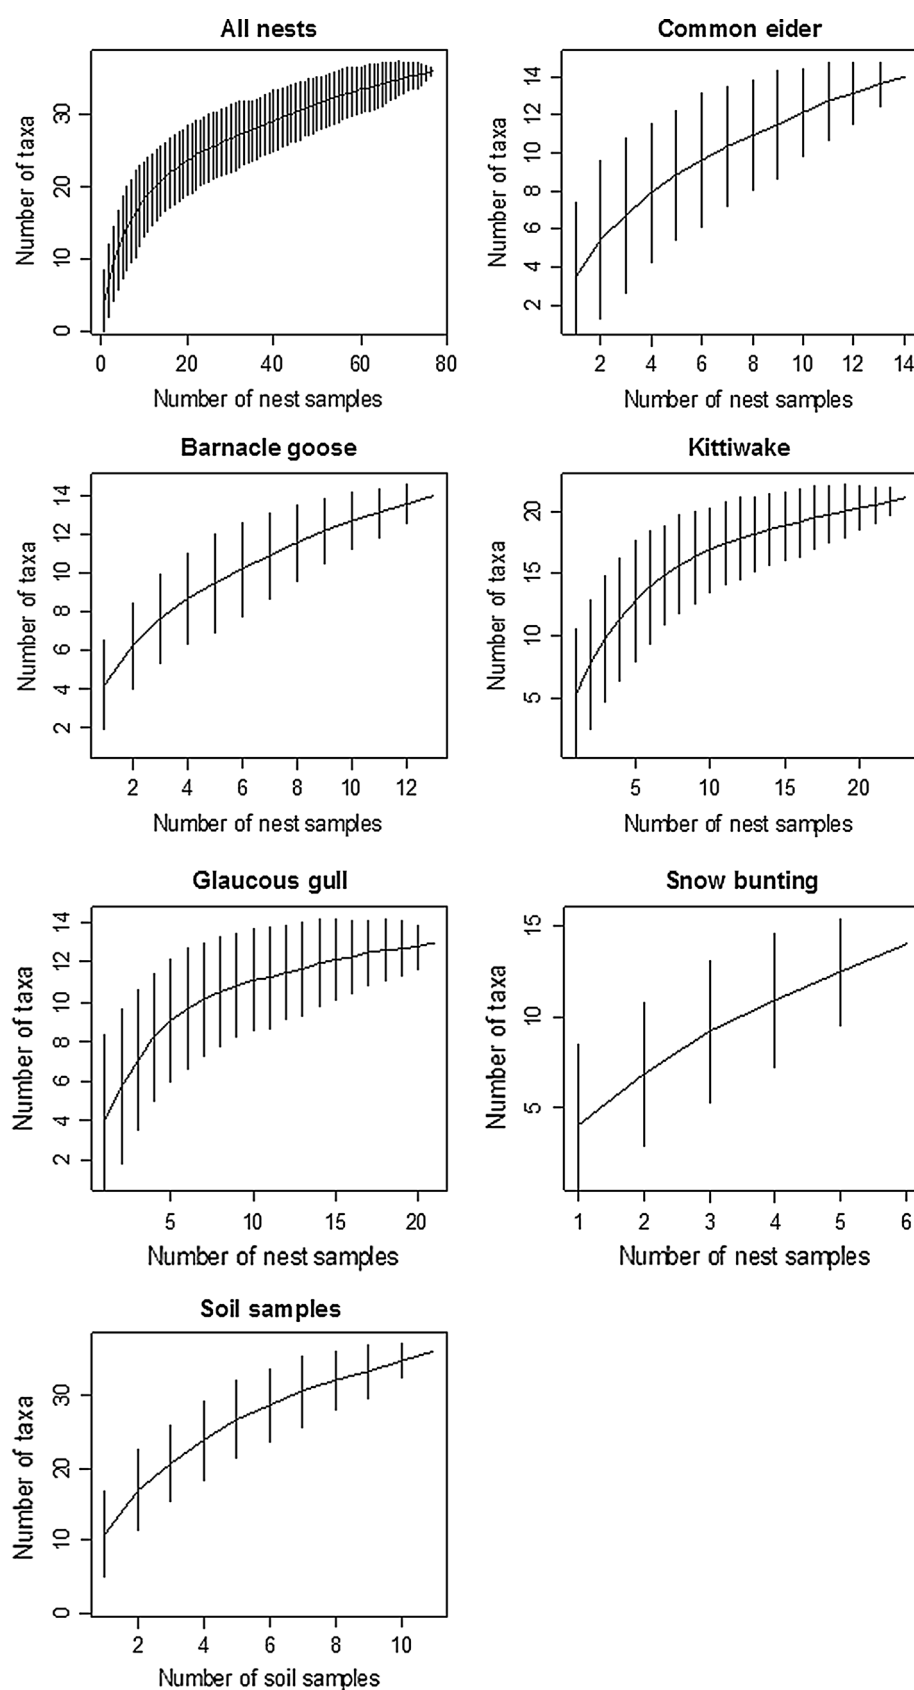 All nests
Number of taxa
0 10 20 30
0 20 40 60 80
Number of nest samples
Common eider
Number of taxa
2 4 6 8 10 12 14
2 4 6 8 10 12 14
Number of nest samples
Barnacle goose
Number of taxa
2 4 6 8 10 12 14
2 4 6 8 10 12
Number of nest samples
Kittiwake
Number of taxa
5 10 15 20
5 10 15 20
Number of nest samples
Glaucous gull
Number of taxa
2 4 6 8 10 12 14
5 10 15 20
Number of nest samples
Snow bunting
Number of taxa
5 10 15
1 2 3 4 5 6
Number of nest samples
Soil samples
Number of taxa
0 10 20 30
2 4 6 8 10
Number of soil samples